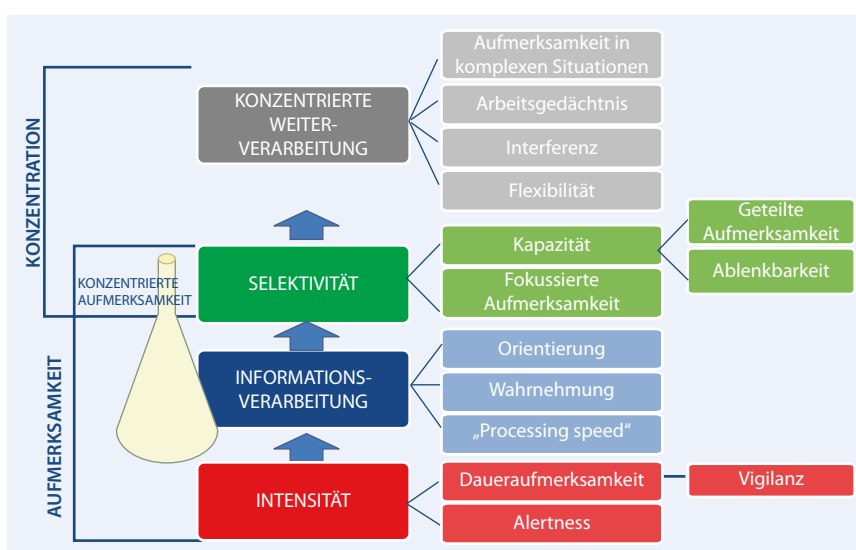 Aufmerksamkeit in
komplexen Situationen
KONZENTRIERTE
WEITER-
VERARBEITUNG
Arbeitsgedächtnis
Interferenz
Flexibilität
KONZENTRATION
Geteilte
Aufmerksamkeit
Kapazität
Ablenkbarkeit
SELEKTIVITÄT
KONZENTRIERTE
AUFMERKSAMKEIT
Fokussierte
Aufmerksamkeit
Orientierung
INFORMATIONS-
VERARBEITUNG
Wahrnehmung
„Processing speed“
AUFMERKSAMKEIT
Daueraufmerksamkeit
Vigilanz
INTENSITÄT
Alertness